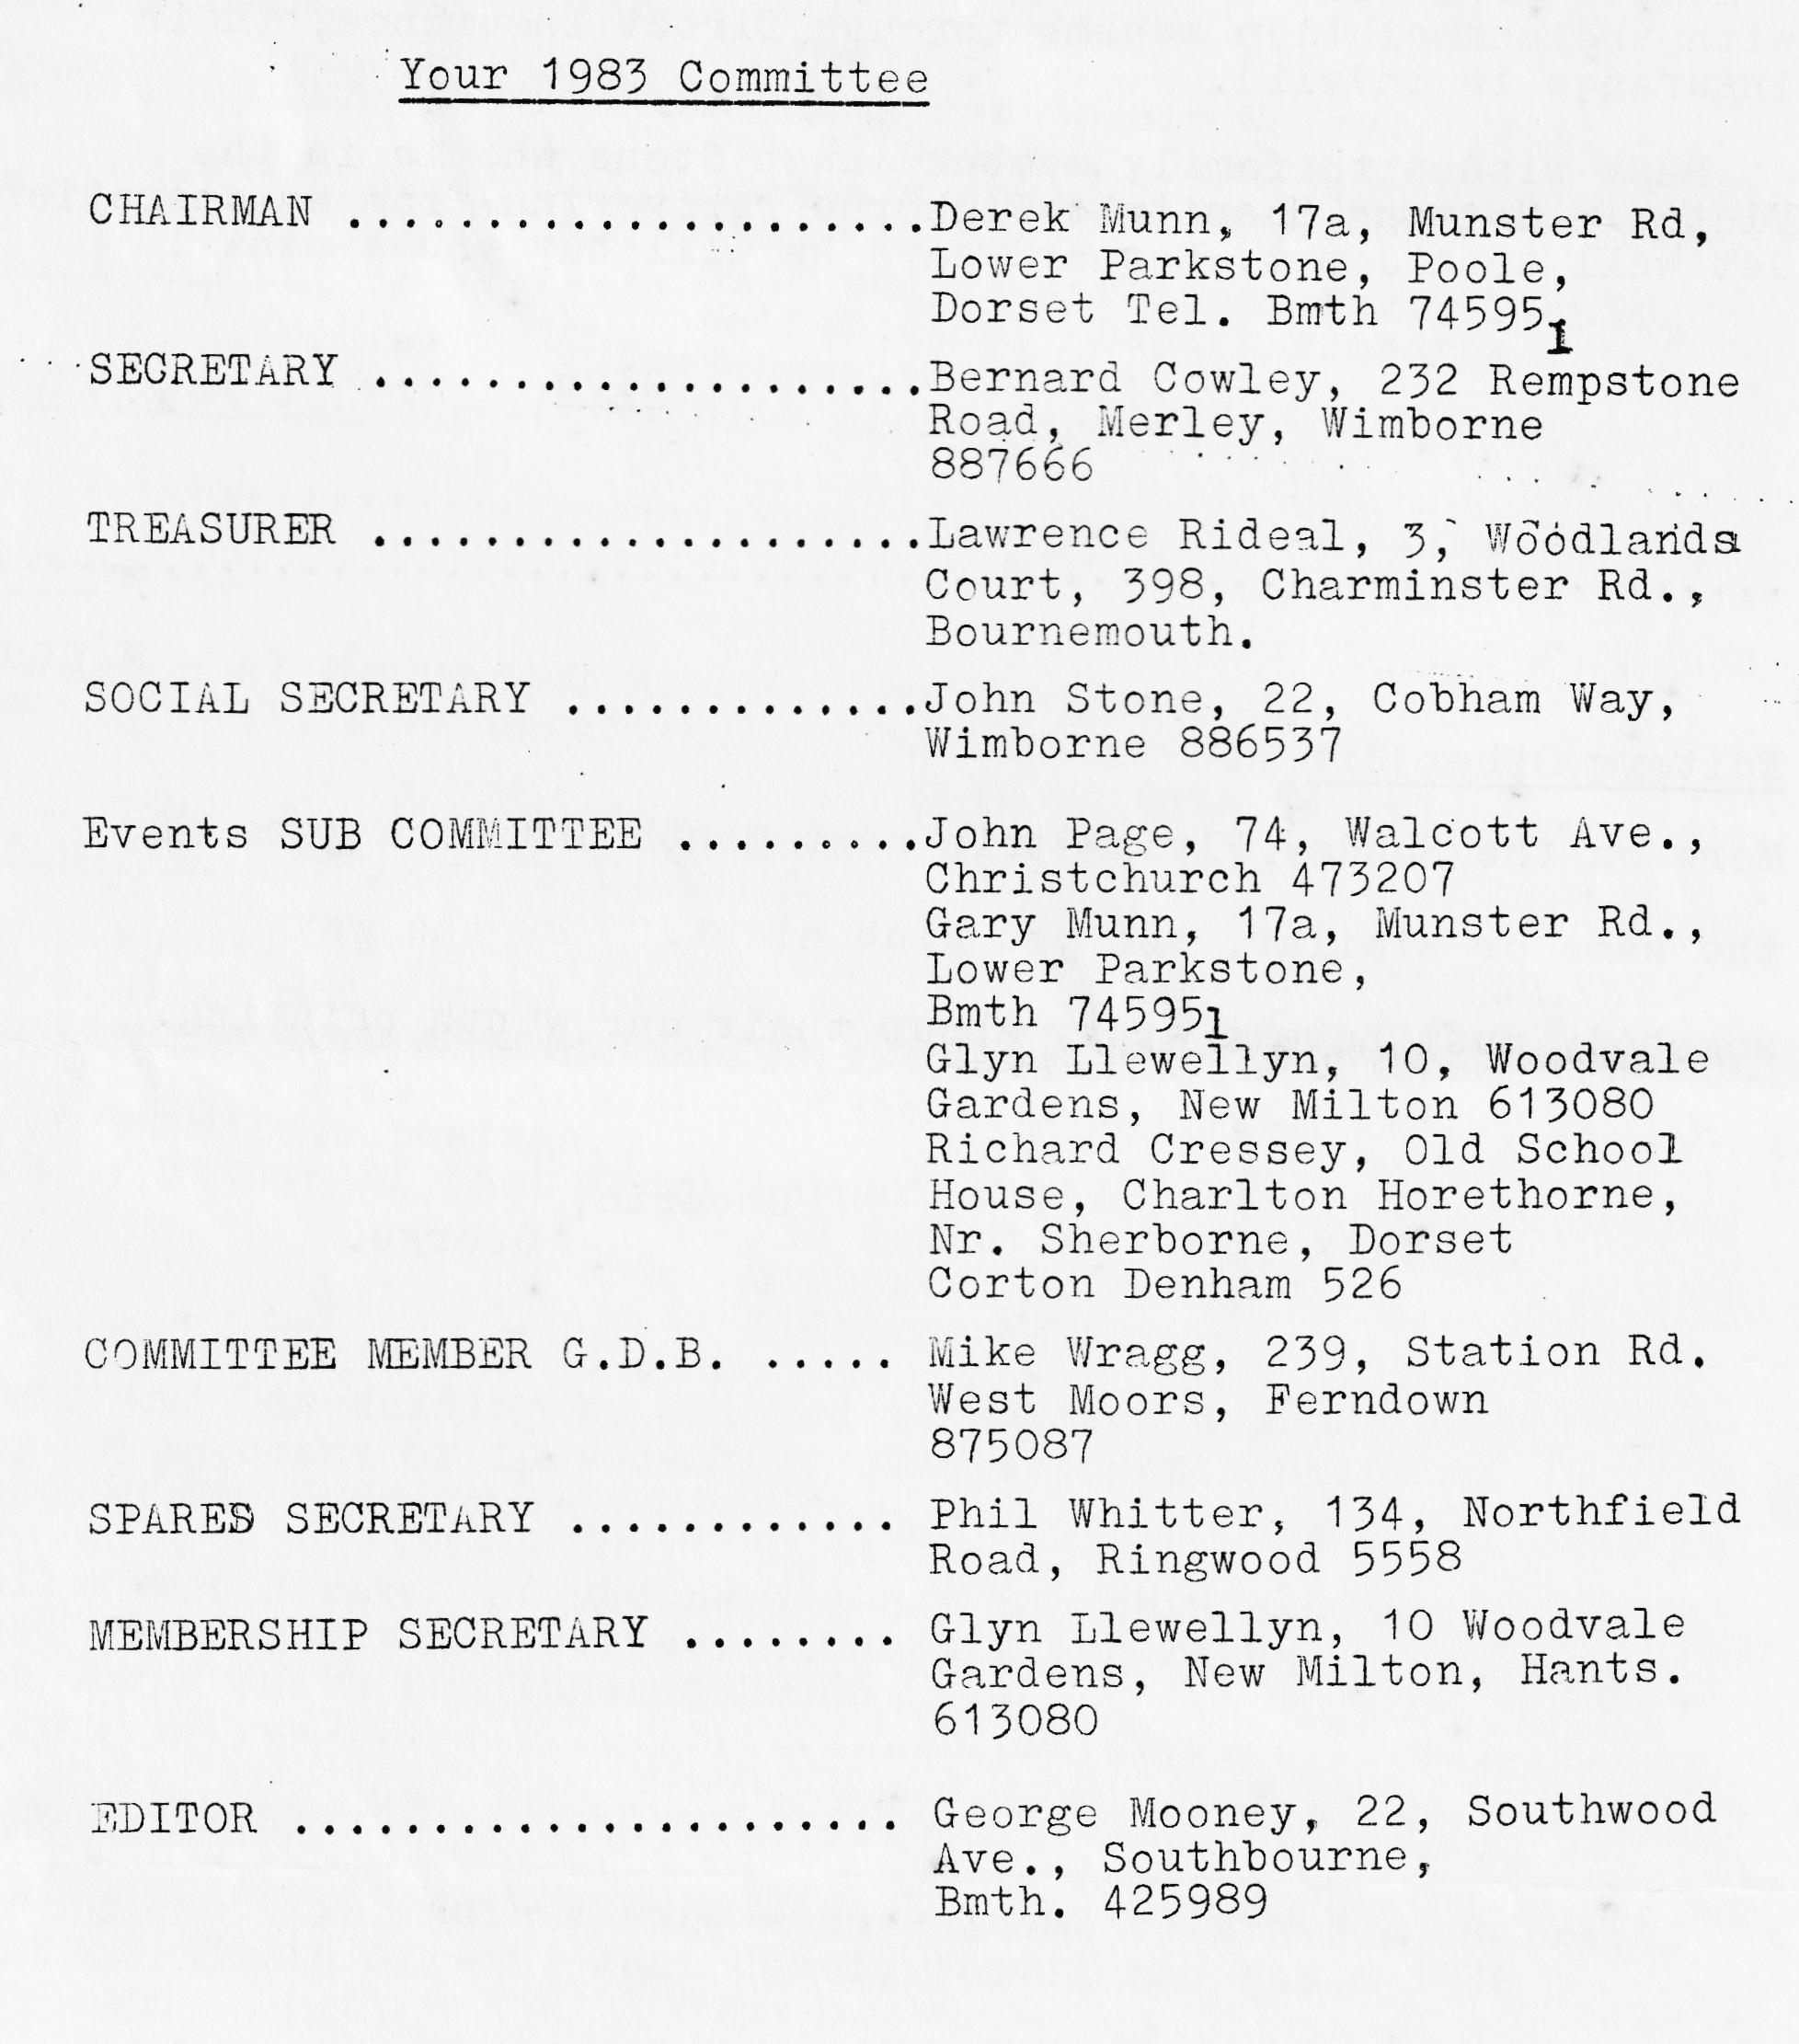 Your 1983 Committee
CHAIRMAN .....................Derek Munn, 17a, Munster Rd,
Lower Parkstone, Poole,
Dorset Tel. Bmth 745951
SECRETARY ....................Bernard Cowley, 232 Rempstone
Road, Merley, Wimborne
887666
TREASURER ....................Lawrence Rideal, 3, Woodlands
Court, 398, Charminster Rd.,
Bournemouth.
SOCIAL SECRETARY .............John Stone, 22, Cobham Way,
Wimborne 886537
Events SUB COMMITTEE .........John Page, 74, Walcott Ave.,
Christchurch 473207
Gary Munn, 17a, Munster Rd.,
Lower Parkstone,
Bmth 745951
Glyn Llewellyn, 10, Woodvale
Gardens, New Milton 613080
Richard Cressey, Old School
House, Charlton Horethorne,
Nr. Sherborne, Dorset
Corton Denham 526
COMMITTEE MEMBER G.D.B. ..... Mike Wragg, 239, Station Rd.
West Moors, Ferndown
875087
SPARES SECRETARY ............ Phil Whitter, 134, Northfield
Road, Ringwood 5558
MEMBERSHIP SECRETARY ........ Glyn Llewellyn, 10 Woodvale
Gardens, New Milton, Hants.
613080
EDITOR ...................... George Mooney, 22, Southwood
Ave., Southbourne,
Bmth. 425989